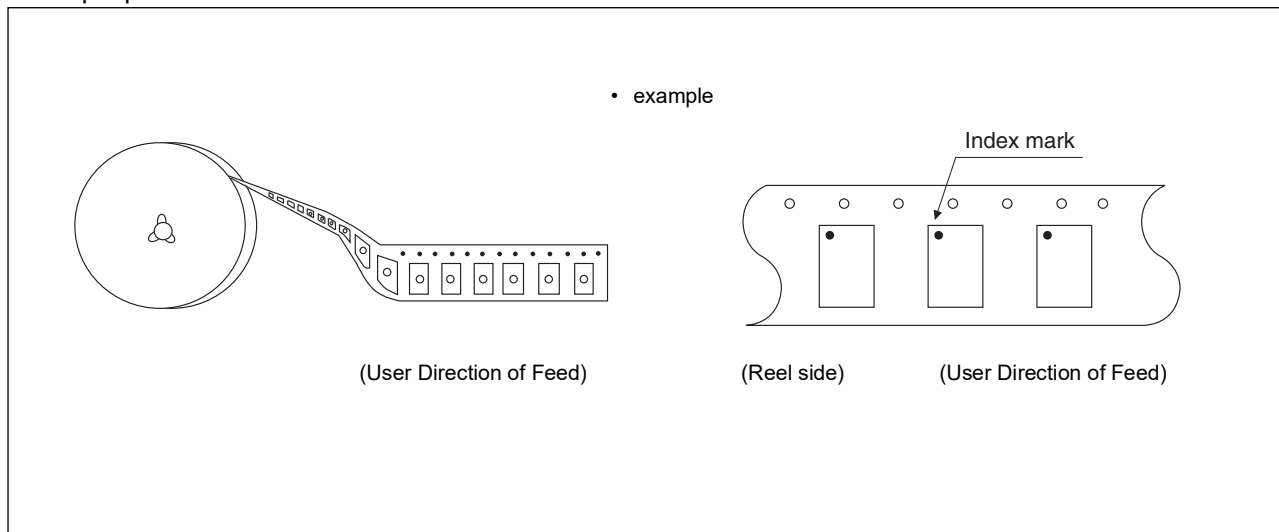 • example
Index mark
(User Direction of Feed)
(Reel side)
(User Direction of Feed)